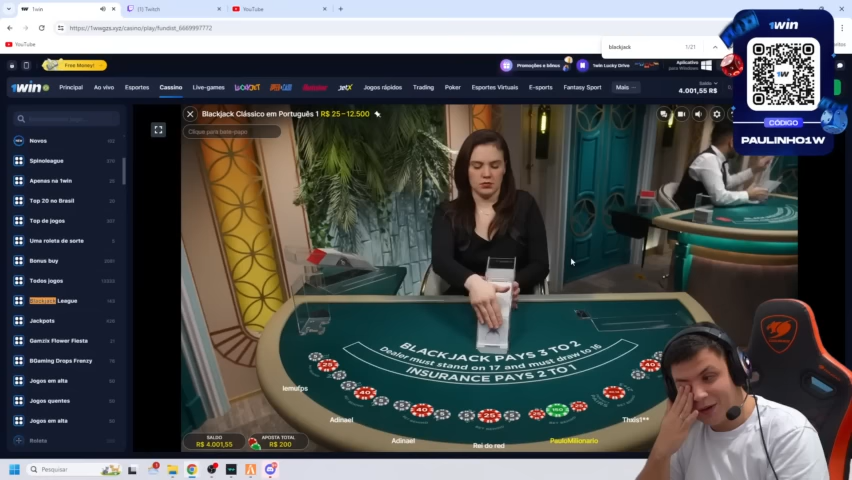 1win
(1) Twitch
YouTube
https://1wwgzs.xyz/casino/play/fundist_6669997772
YouTube
blackjack
1/21
Free Money!
Promoções e bônus
1win Lucky Drive
Aplicativo
para Windows
1win
Principal
Ao vivo
Esportes
Cassino
Live-games
JetX
Jogos rápidos
Trading
Poker
Esportes Virtuais
E-sports
Fantasy Sport
Mais
Saldo
4.001,55 R$
1win
CÓDIGO
PAULINHO1W
Novos
Spinoleague
Apenas na 1win
Top 20 no Brasil
Top de jogos
Uma roleta de sorte
Bonus buy
Todos jogos
Blackjack League
Jackpots
Gamzix Flower Fiesta
BGaming Drops Frenzy
Jogos em alta
Jogos quentes
Jogos em alta
Roleta
Blackjack Clássico em Português 1 R$ 25–12.500
BLACKJACK PAYS 3 TO 2
Dealer must stand on 17 and must draw to 16
INSURANCE PAYS 2 TO 1
Adinael
Adinael
Rei do red
PauloMilionario
Thxis1**
SALDO
R$ 4.001,55
APOSTA TOTAL
R$ 200
Pesquisar